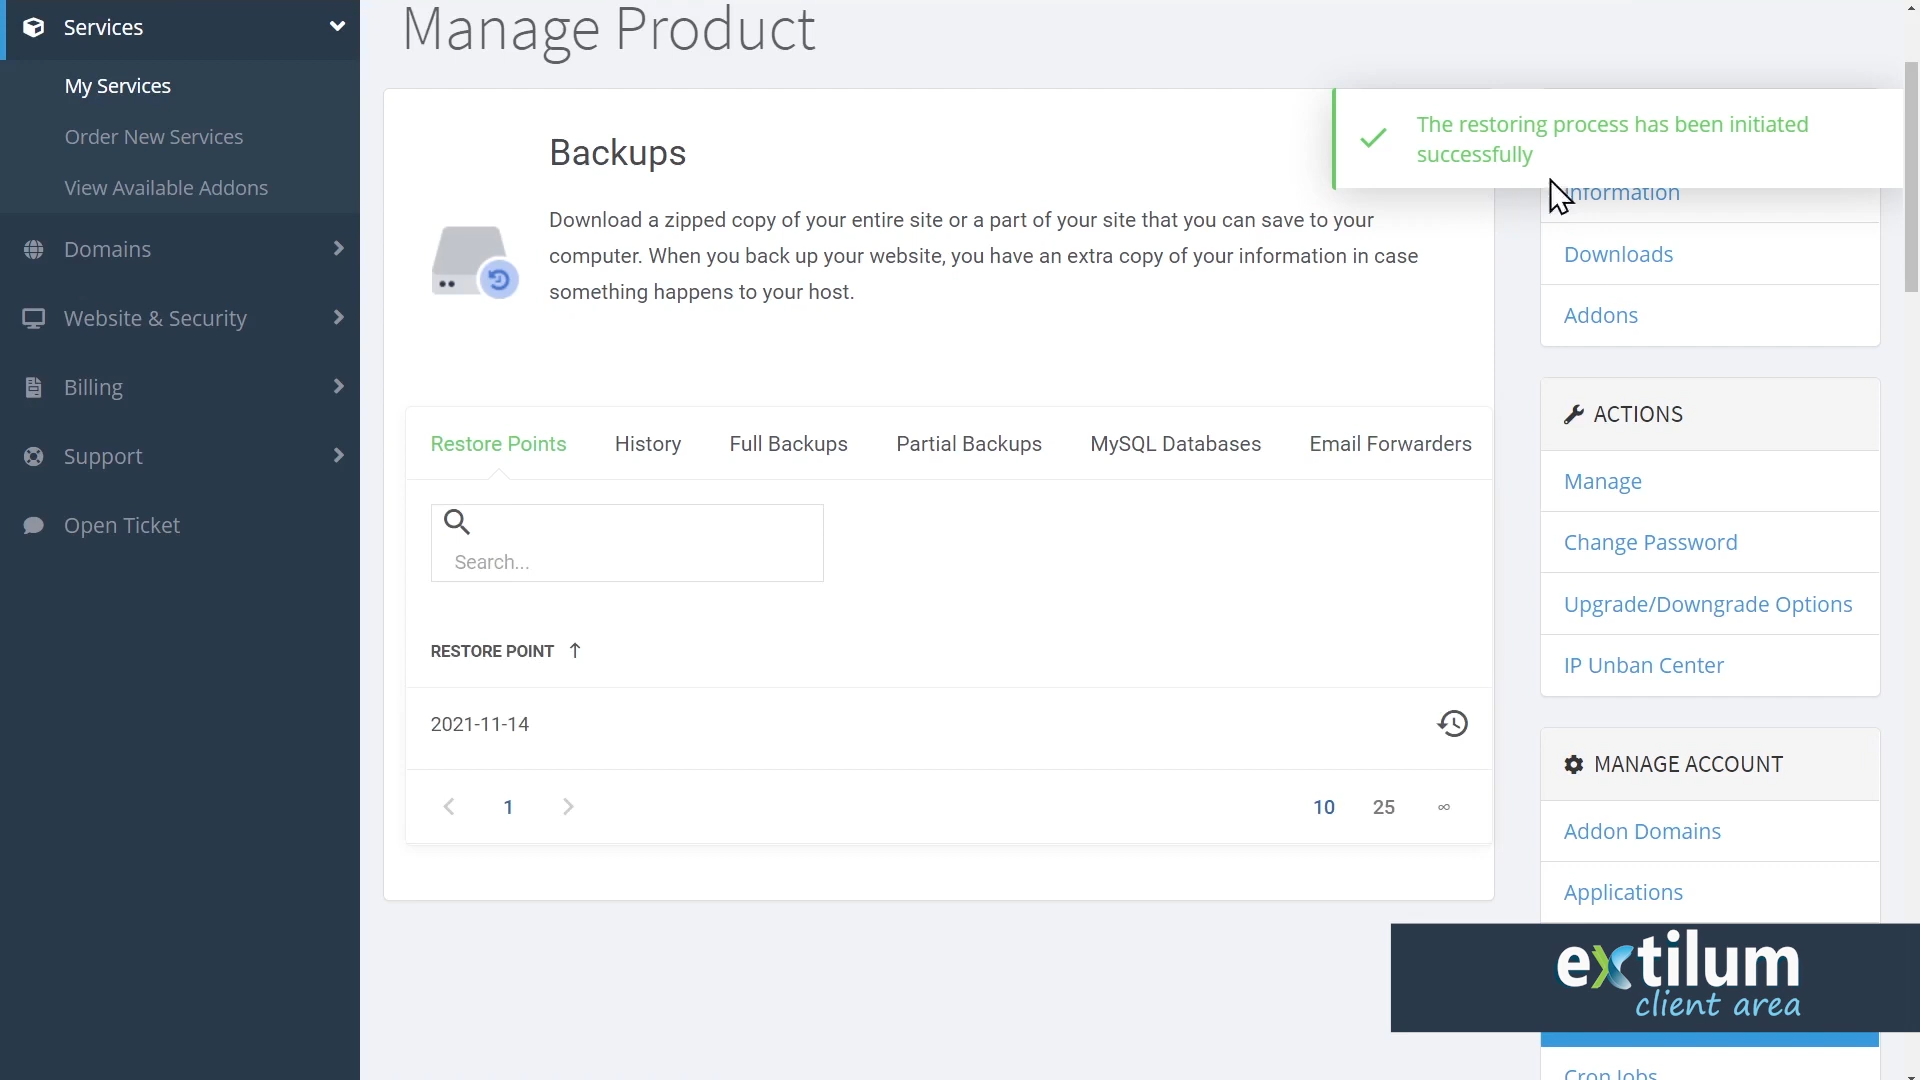 Services
My Services
Order New Services
View Available Addons
Domains
Website & Security
Billing
Support
Open Ticket
Manage Product
Backups
Download a zipped copy of your entire site or a part of your site that you can save to your
computer. When you back up your website, you have an extra copy of your information in case
something happens to your host.
Restore Points History Full Backups Partial Backups MySQL Databases Email Forwarders
Search...
RESTORE POINT ↑
2021-11-14
1
10 25 ∞
The restoring process has been initiated
successfully
Information
Downloads
Addons
ACTIONS
Manage
Change Password
Upgrade/Downgrade Options
IP Unban Center
MANAGE ACCOUNT
Addon Domains
Applications
extilum
client area
Cron Jobs